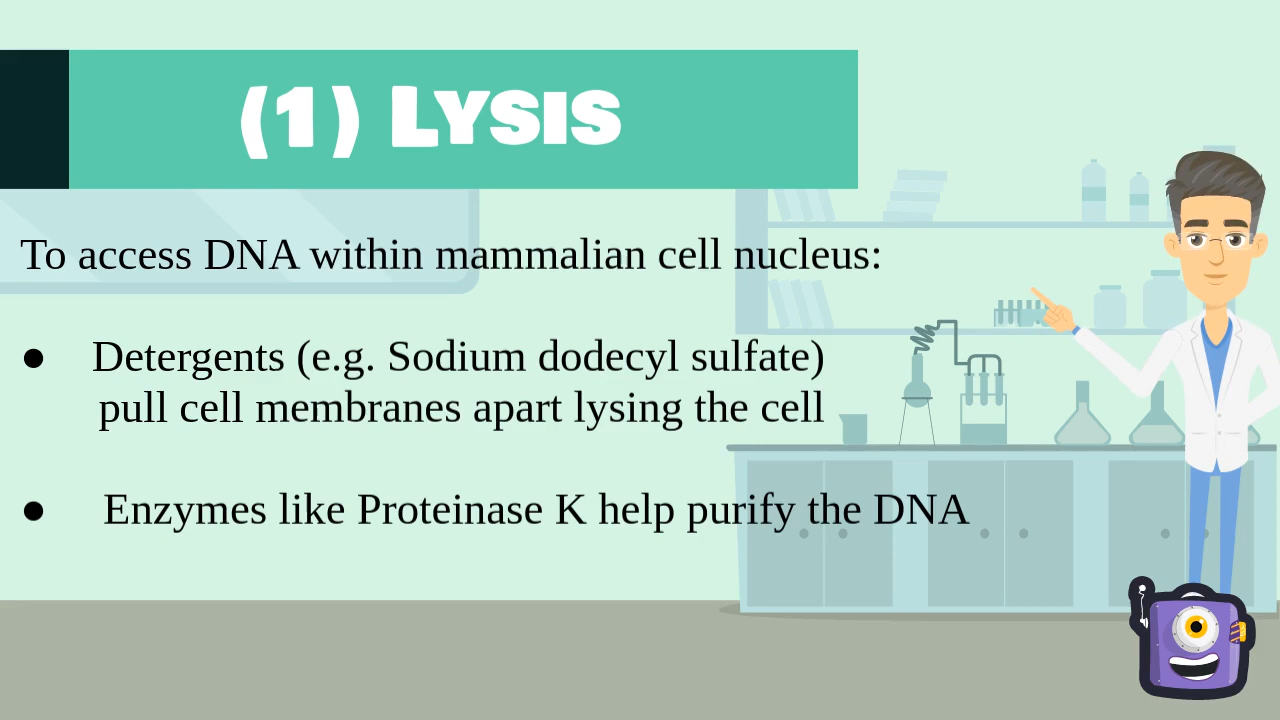 (1) Lysis
To access DNA within mammalian cell nucleus:
● Detergents (e.g. Sodium dodecyl sulfate)
pull cell membranes apart lysing the cell
● Enzymes like Proteinase K help purify the DNA